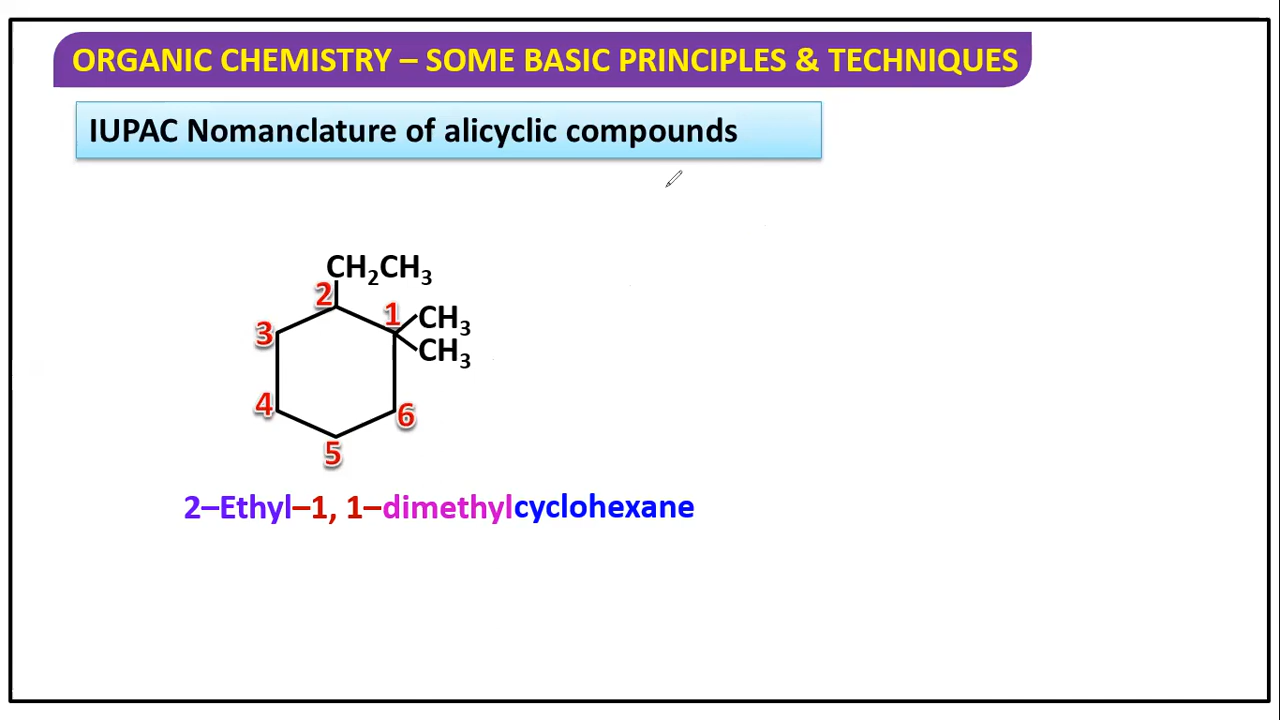 ORGANIC CHEMISTRY – SOME BASIC PRINCIPLES & TECHNIQUES
IUPAC Nomanclature of alicyclic compounds
CH₂CH₃
2
1
CH₃
3
CH₃
4
6
5
2–Ethyl–1, 1–dimethylcyclohexane